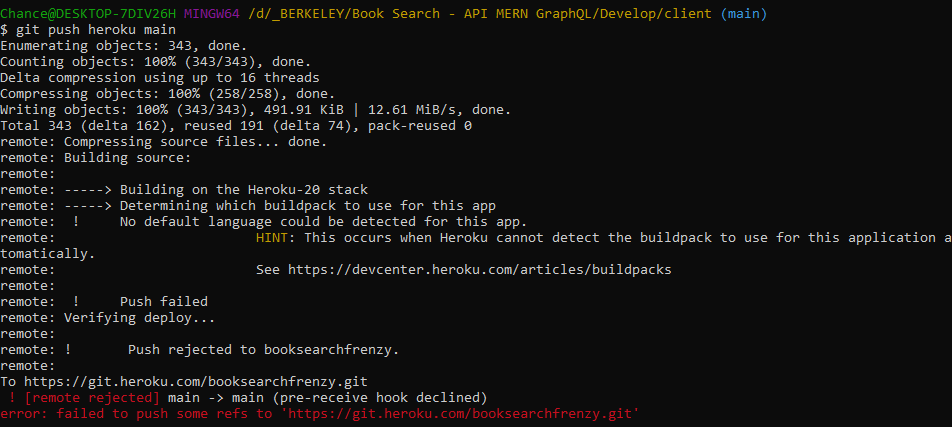 Chance@DESKTOP-7DIV26H MINGW64 /d/_BERKELEY/Book Search - API MERN GraphQL/Develop/client (main)
$ git push heroku main
Enumerating objects: 343, done.
Counting objects: 100% (343/343), done.
Delta compression using up to 16 threads
Compressing objects: 100% (258/258), done.
Writing objects: 100% (343/343), 491.91 KiB | 12.61 MiB/s, done.
Total 343 (delta 162), reused 191 (delta 74), pack-reused 0
remote: Compressing source files... done.
remote: Building source:
remote:
remote: -----> Building on the Heroku-20 stack
remote: -----> Determining which buildpack to use for this app
remote:  !     No default language could be detected for this app.
remote:                         HINT: This occurs when Heroku cannot detect the buildpack to use for this application a
tomatically.
remote:                         See https://devcenter.heroku.com/articles/buildpacks
remote:
remote:  !     Push failed
remote: Verifying deploy...
remote:
remote: !       Push rejected to booksearchfrenzy.
remote:
To https://git.heroku.com/booksearchfrenzy.git
 ! [remote rejected] main -> main (pre-receive hook declined)
error: failed to push some refs to 'https://git.heroku.com/booksearchfrenzy.git'